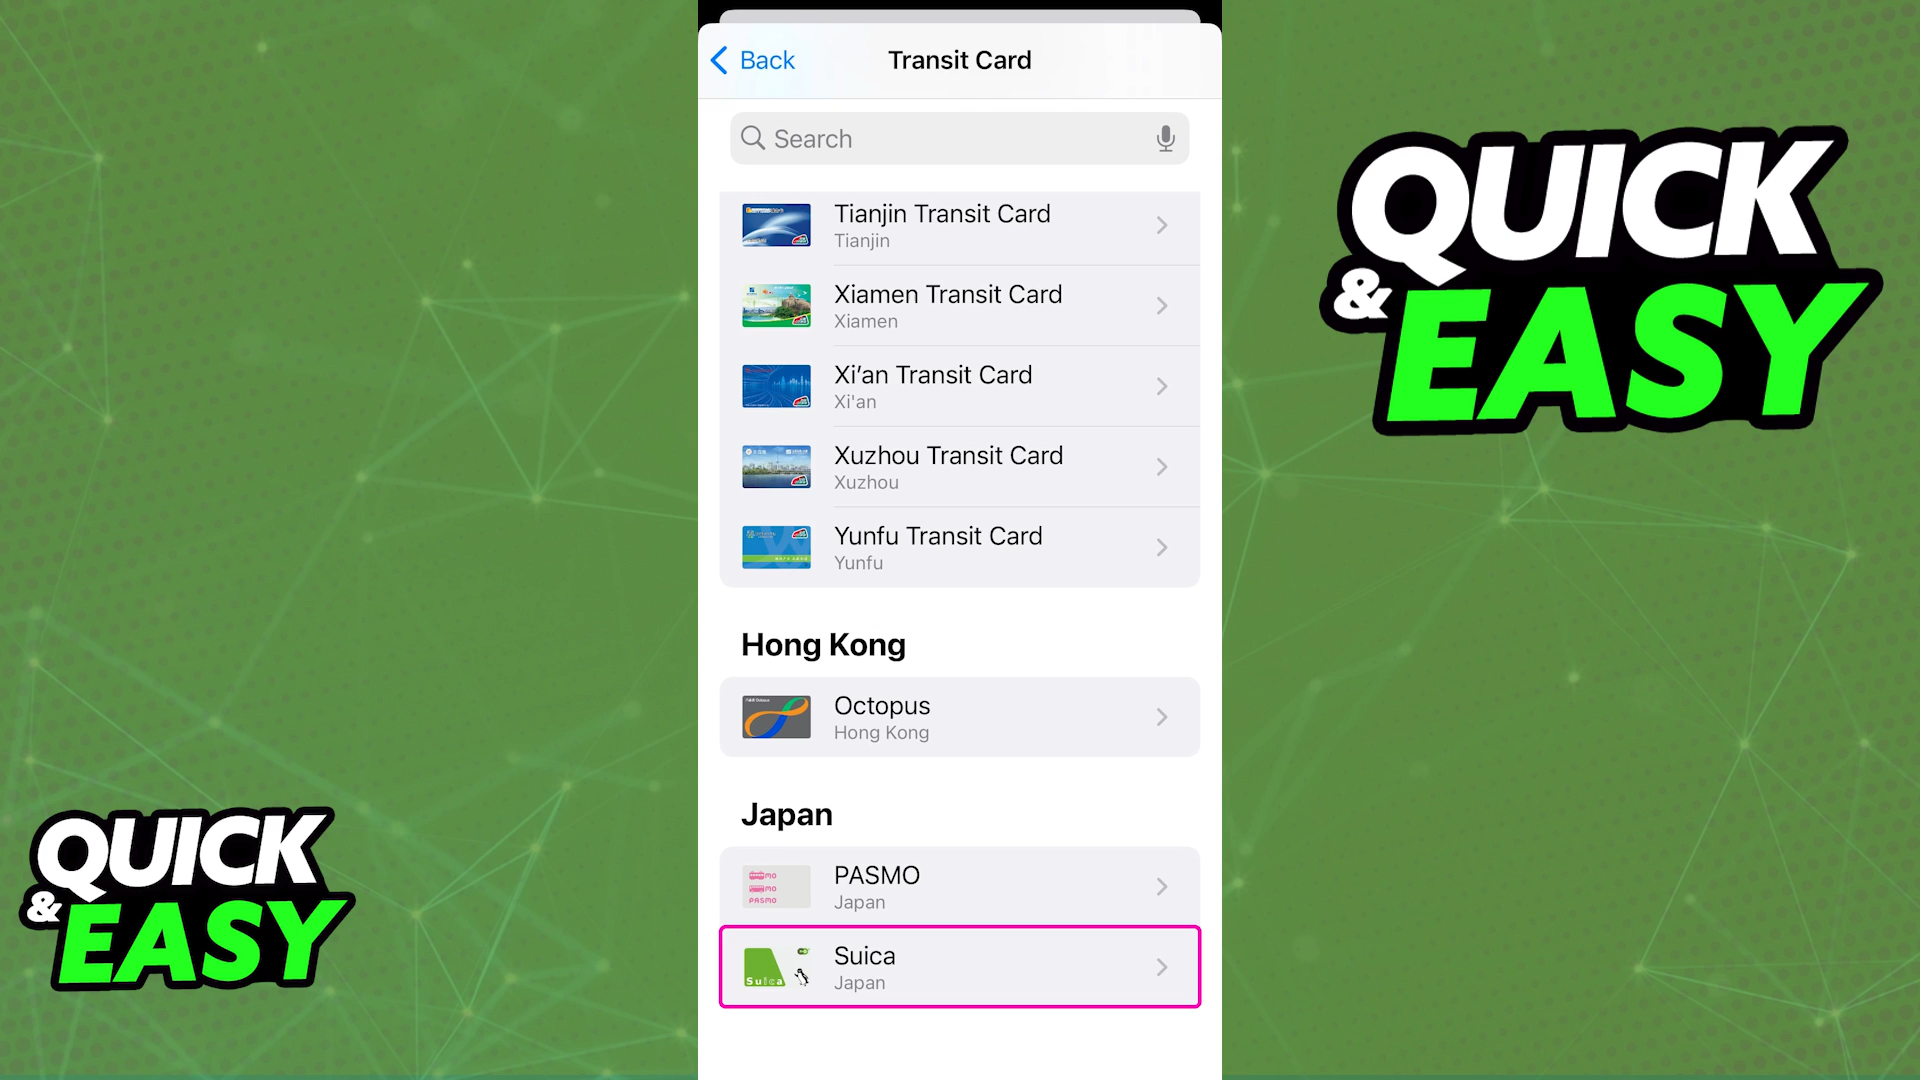 Back
Transit Card
Search
Tianjin Transit Card
Tianjin
Xiamen Transit Card
Xiamen
Xi’an Transit Card
Xi'an
Xuzhou Transit Card
Xuzhou
Yunfu Transit Card
Yunfu
Hong Kong
Octopus
Hong Kong
Japan
PASMO
PASMO
Japan
Suica
Suica
Japan
QUICK
& EASY
QUICK
& EASY